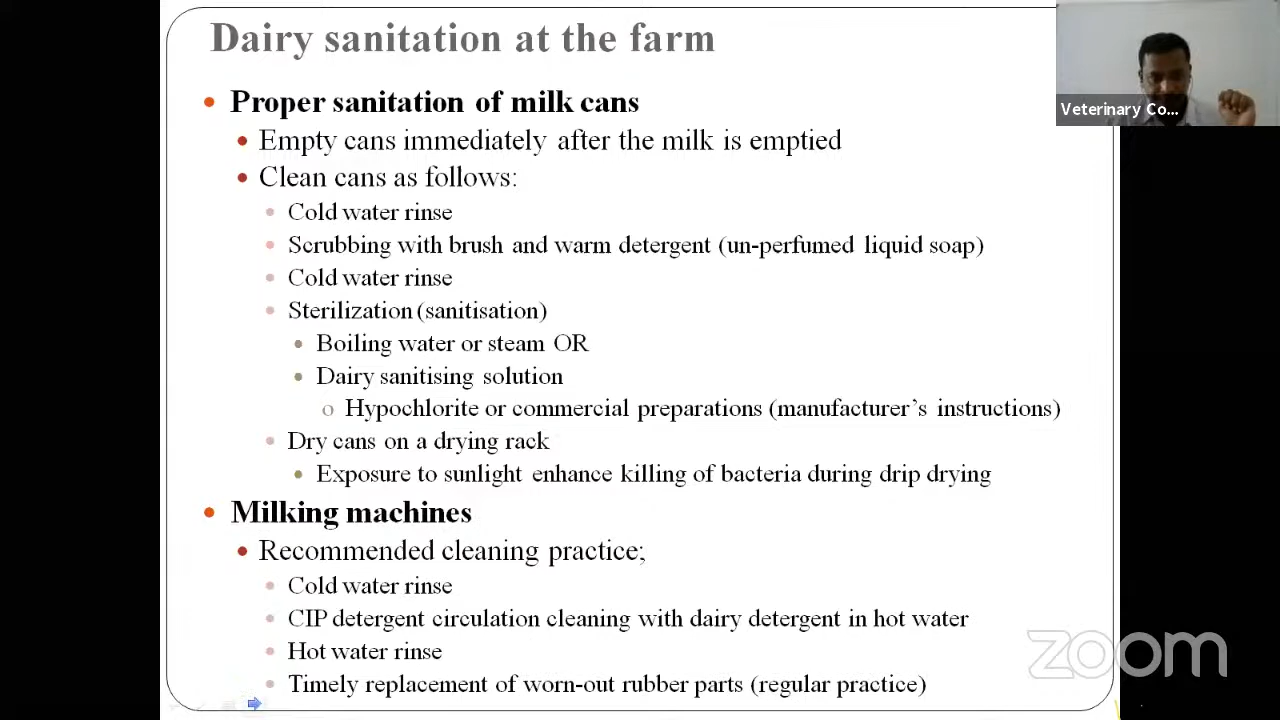 Dairy sanitation at the farm
Veterinary Co...
Proper sanitation of milk cans
Empty cans immediately after the milk is emptied
Clean cans as follows:
Cold water rinse
Scrubbing with brush and warm detergent (un-perfumed liquid soap)
Cold water rinse
Sterilization (sanitisation)
Boiling water or steam OR
Dairy sanitising solution
Hypochlorite or commercial preparations (manufacturer's instructions)
Dry cans on a drying rack
Exposure to sunlight enhance killing of bacteria during drip drying
Milking machines
Recommended cleaning practice;
Cold water rinse
CIP detergent circulation cleaning with dairy detergent in hot water
Hot water rinse
Timely replacement of worn-out rubber parts (regular practice)
zoom